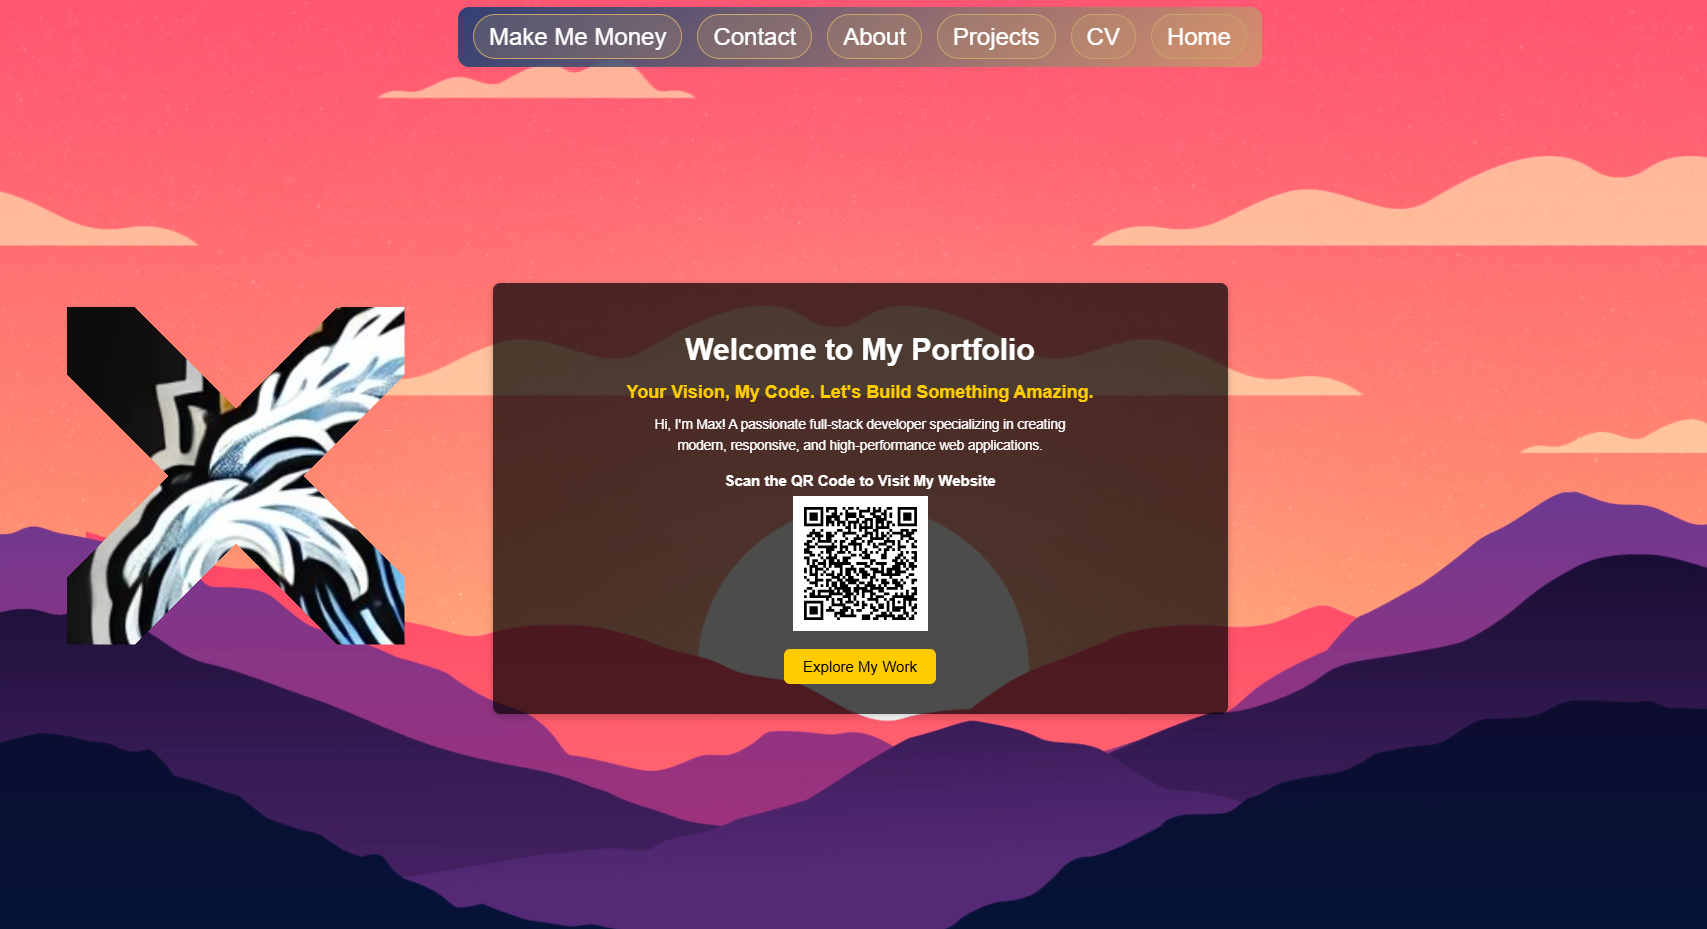 Make Me Money
Contact
About
Projects
CV
Home
Welcome to My Portfolio
Your Vision, My Code. Let's Build Something Amazing.
Hi, I'm Max! A passionate full-stack developer specializing in creating
modern, responsive, and high-performance web applications.
Scan the QR Code to Visit My Website
Explore My Work